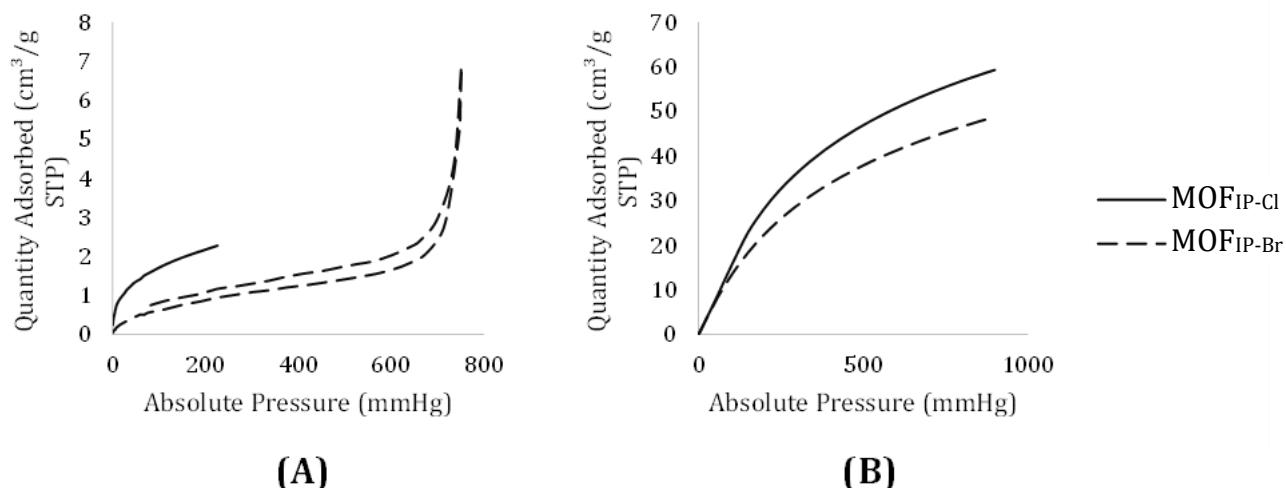 Quantity Adsorbed (cm³/g
STP)
8
7
6
5
4
3
2
1
0
0 200 400 600 800
Absolute Pressure (mmHg)
(A)
Quantity Adsorbed (cm³/g
STP)
70
60
50
40
30
20
10
0
0 500 1000
Absolute Pressure (mmHg)
(B)
MOFIP-Cl
MOFIP-Br